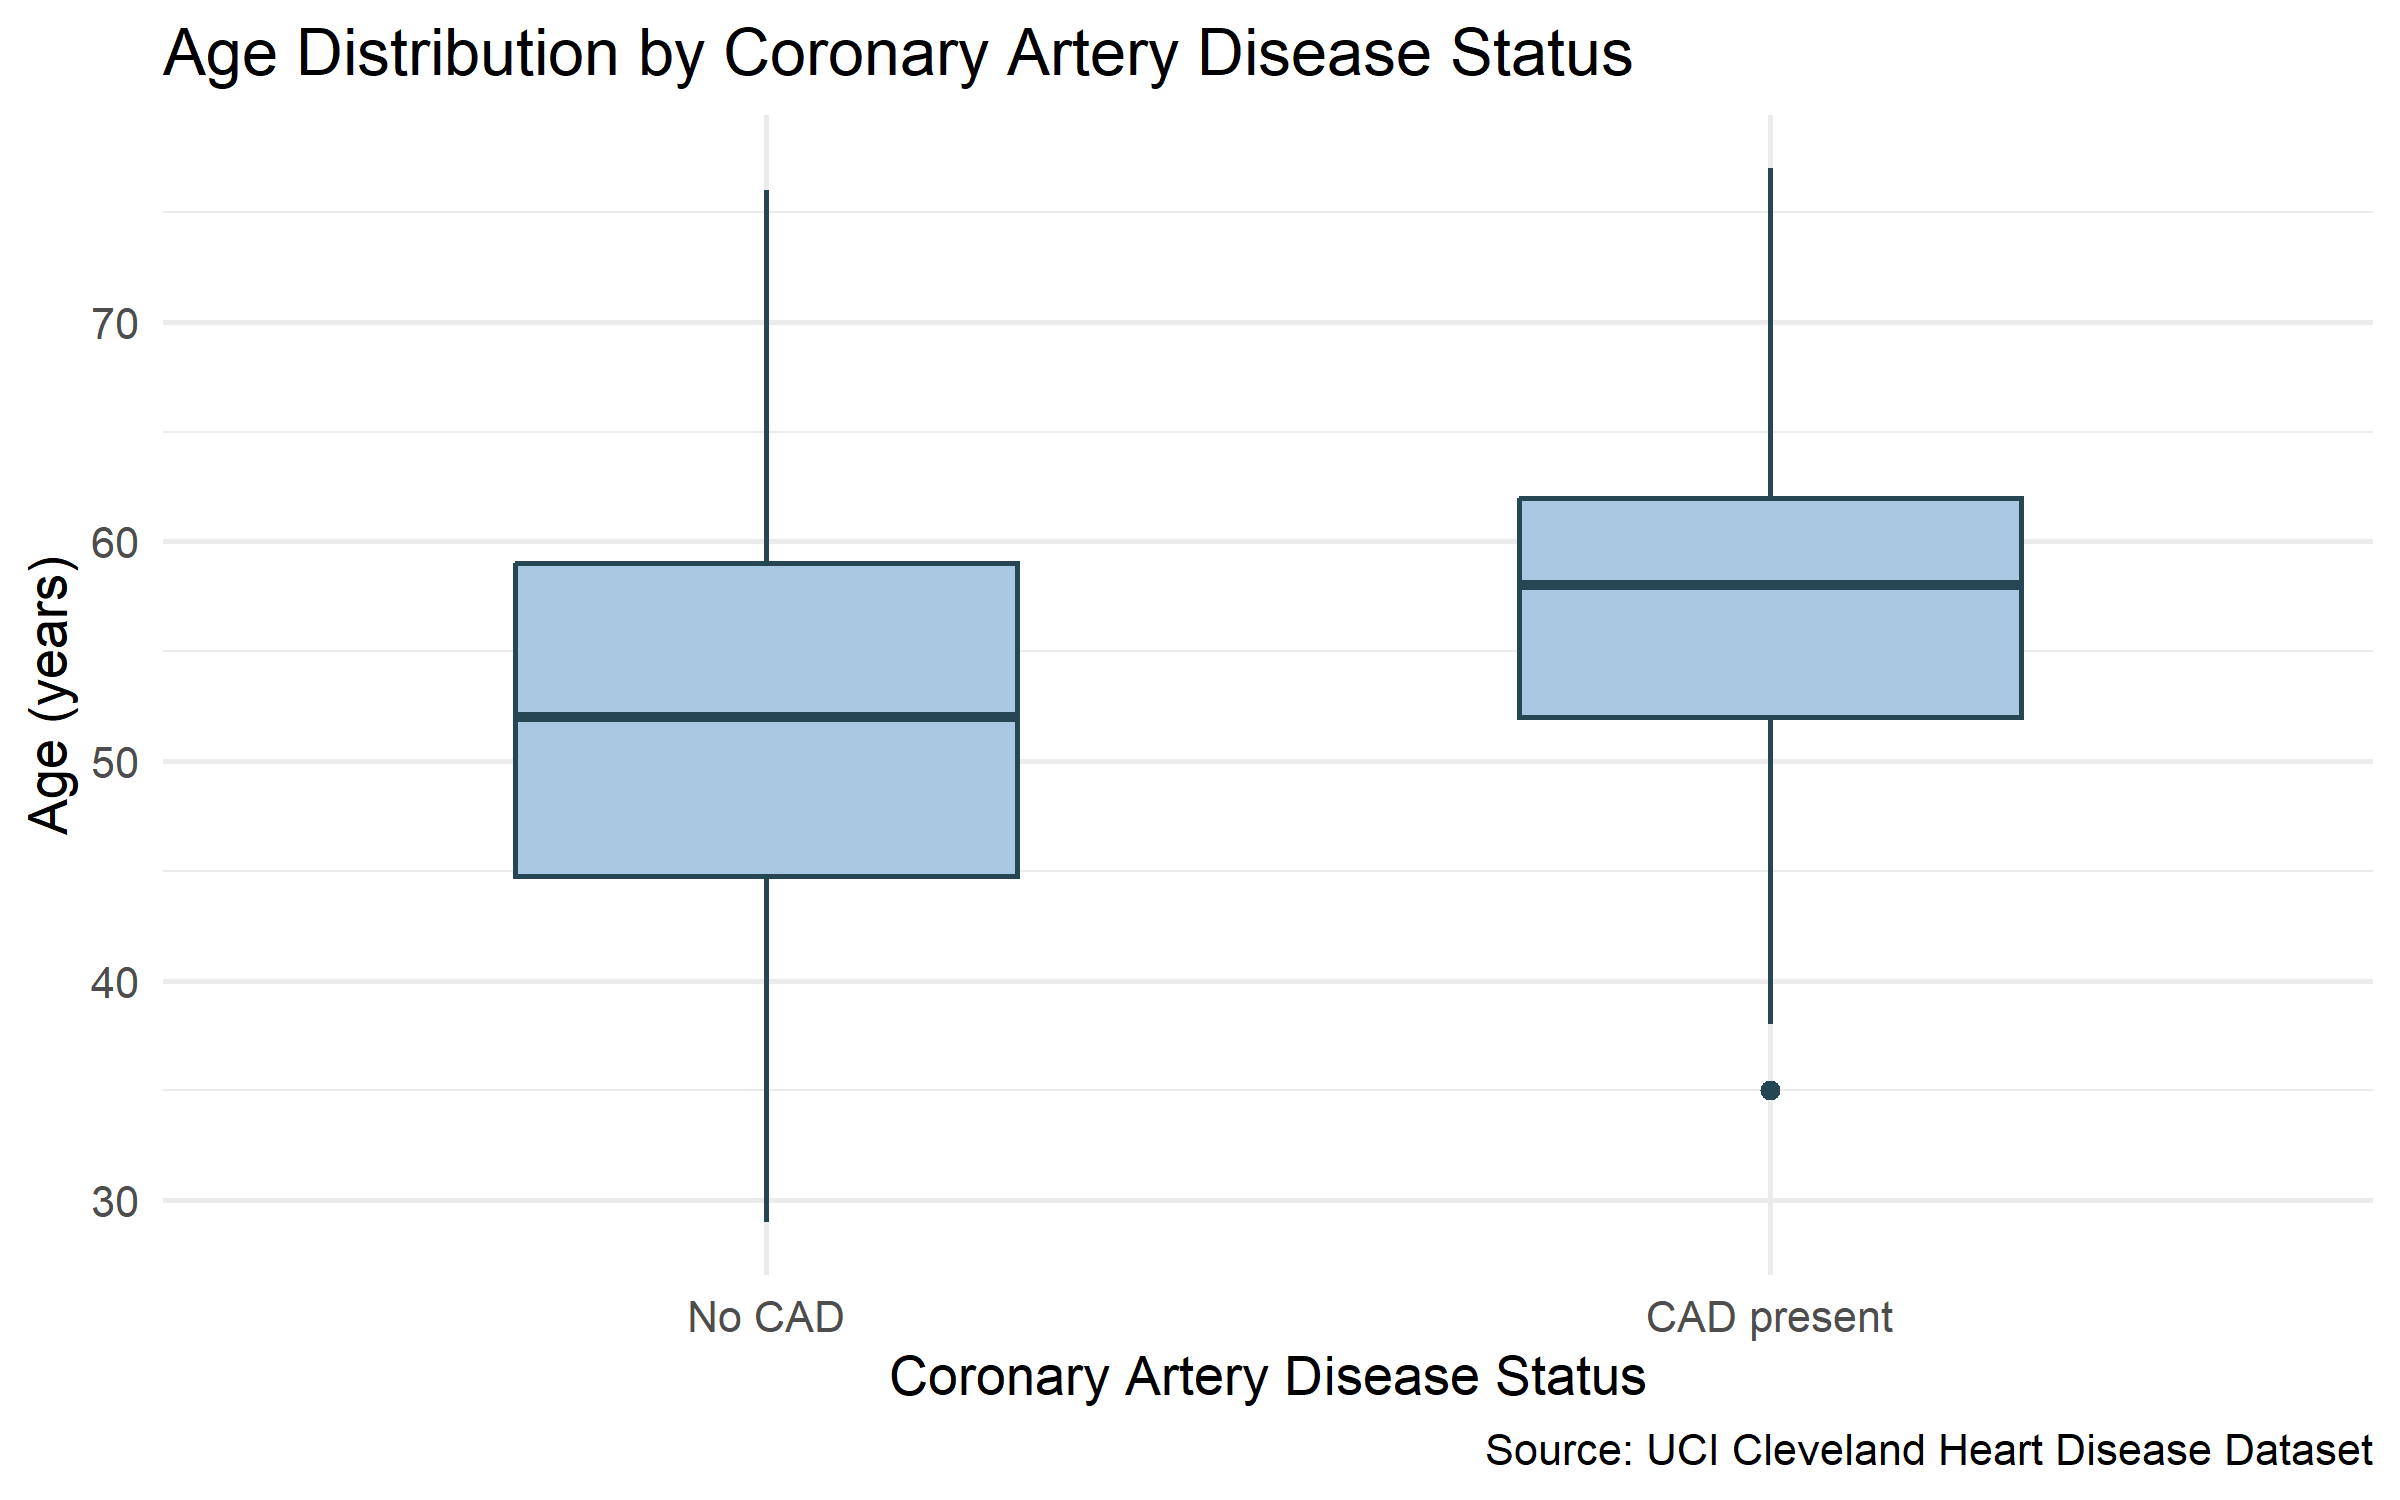 Age Distribution by Coronary Artery Disease Status
Age (years)
70
60
50
40
30
No CAD
CAD present
Coronary Artery Disease Status
Source: UCI Cleveland Heart Disease Dataset